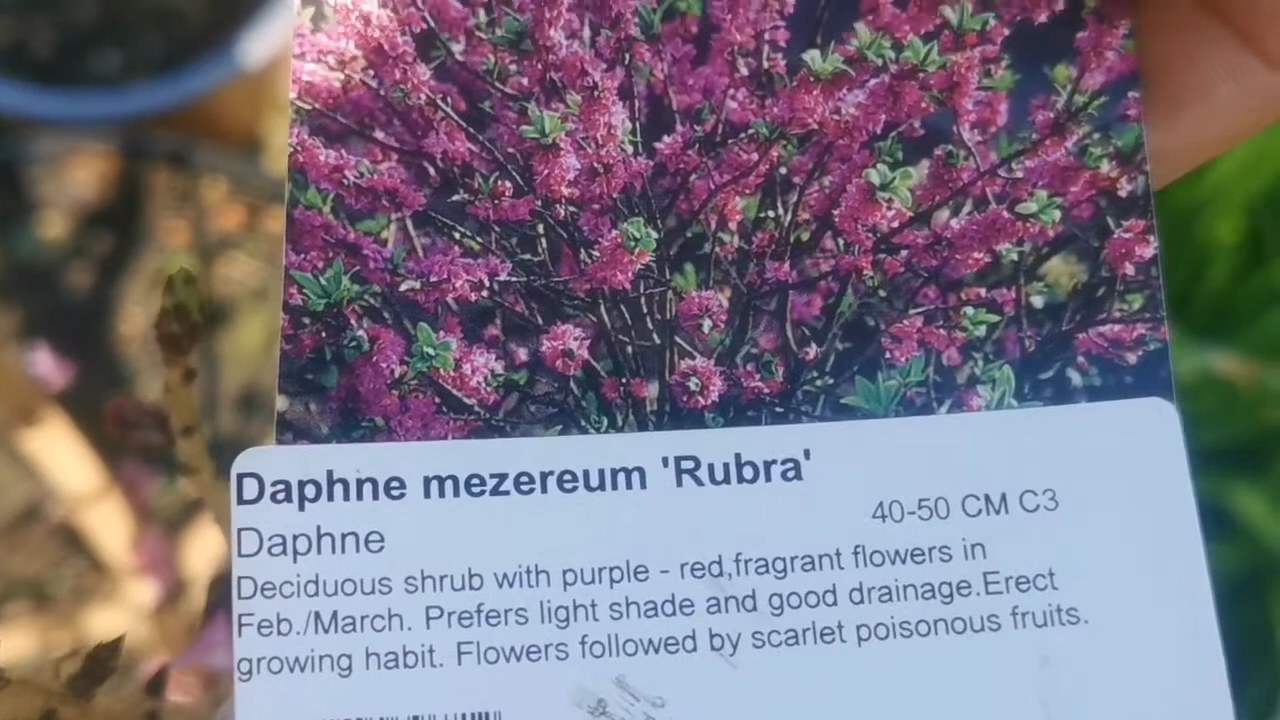 Daphne mezereum 'Rubra'
Daphne
40-50 CM C3
Deciduous shrub with purple - red,fragrant flowers in
Feb./March. Prefers light shade and good drainage.Erect
growing habit. Flowers followed by scarlet poisonous fruits.